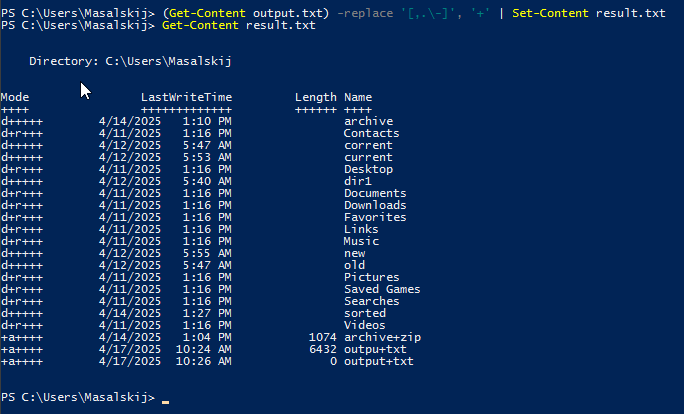 PS C:\Users\Masalskij> (Get-Content output.txt) -replace '[,.\-]', '+' | Set-Content result.txt
PS C:\Users\Masalskij> Get-Content result.txt
Directory: C:\Users\Masalskij
Mode LastWriteTime Length Name
++++ +++++++++++++ ++++++ ++++
d+++++ 4/14/2025 1:10 PM archive
d+r+++ 4/11/2025 1:16 PM Contacts
d+++++ 4/12/2025 5:47 AM corrent
d+++++ 4/12/2025 5:53 AM current
d+r+++ 4/11/2025 1:16 PM Desktop
d+++++ 4/12/2025 5:40 AM dir1
d+r+++ 4/11/2025 1:16 PM Documents
d+r+++ 4/11/2025 1:16 PM Downloads
d+r+++ 4/11/2025 1:16 PM Favorites
d+r+++ 4/11/2025 1:16 PM Links
d+r+++ 4/11/2025 1:16 PM Music
d+++++ 4/12/2025 5:55 AM new
d+++++ 4/12/2025 5:47 AM old
d+r+++ 4/11/2025 1:16 PM Pictures
d+r+++ 4/11/2025 1:16 PM Saved Games
d+r+++ 4/11/2025 1:16 PM Searches
d+++++ 4/14/2025 1:27 PM sorted
d+r+++ 4/11/2025 1:16 PM Videos
+a++++ 4/14/2025 1:04 PM 1074 archive+zip
+a++++ 4/17/2025 10:24 AM 6432 outpu+txt
+a++++ 4/17/2025 10:26 AM 0 output+txt
PS C:\Users\Masalskij> _